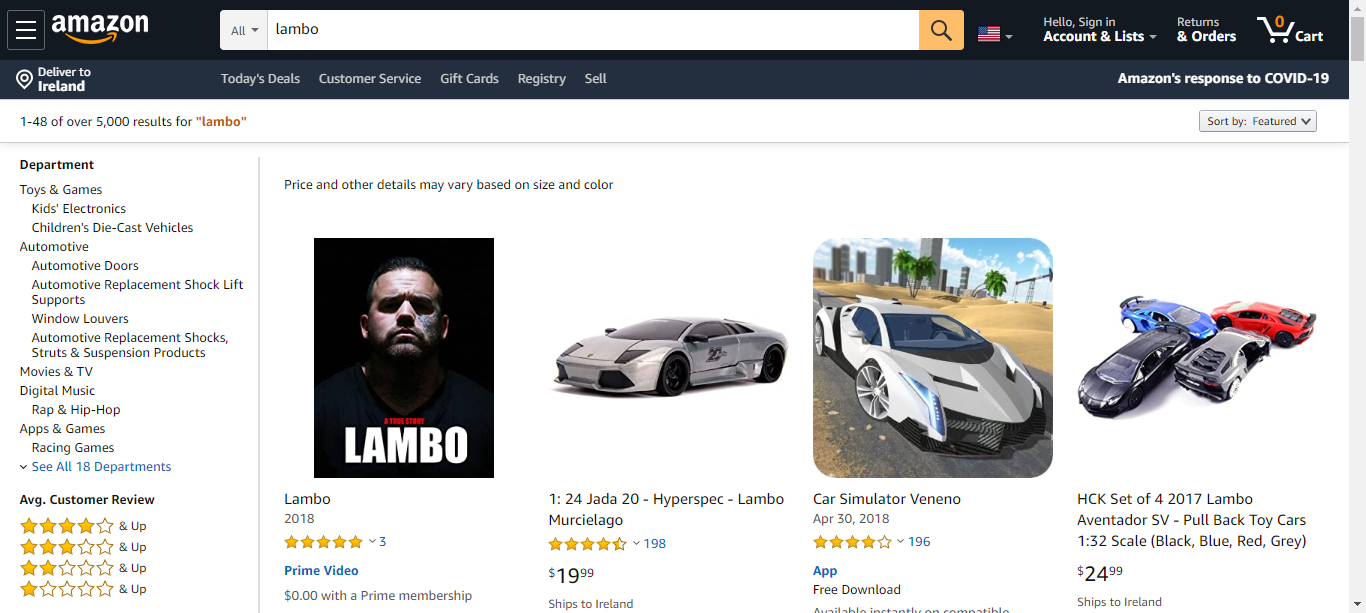 amazon
All
lambo
Hello, Sign in
Account & Lists
Returns
& Orders
0
Cart
Deliver to
Ireland
Today's Deals
Customer Service
Gift Cards
Registry
Sell
Amazon's response to COVID-19
1-48 of over 5,000 results for "lambo"
Sort by: Featured
Department
Toys & Games
Kids' Electronics
Children's Die-Cast Vehicles
Automotive
Automotive Doors
Automotive Replacement Shock Lift
Supports
Window Louvers
Automotive Replacement Shocks,
Struts & Suspension Products
Movies & TV
Digital Music
Rap & Hip-Hop
Apps & Games
Racing Games
See All 18 Departments
Avg. Customer Review
& Up
& Up
& Up
& Up
Price and other details may vary based on size and color
A TRUE STORY
LAMBO
Lambo
2018
3
Prime Video
$0.00 with a Prime membership
1: 24 Jada 20 - Hyperspec - Lambo
Murcielago
198
$1999
Ships to Ireland
Car Simulator Veneno
Apr 30, 2018
196
App
Free Download
Available instantly on compatible
HCK Set of 4 2017 Lambo
Aventador SV - Pull Back Toy Cars
1:32 Scale (Black, Blue, Red, Grey)
$2499
Ships to Ireland